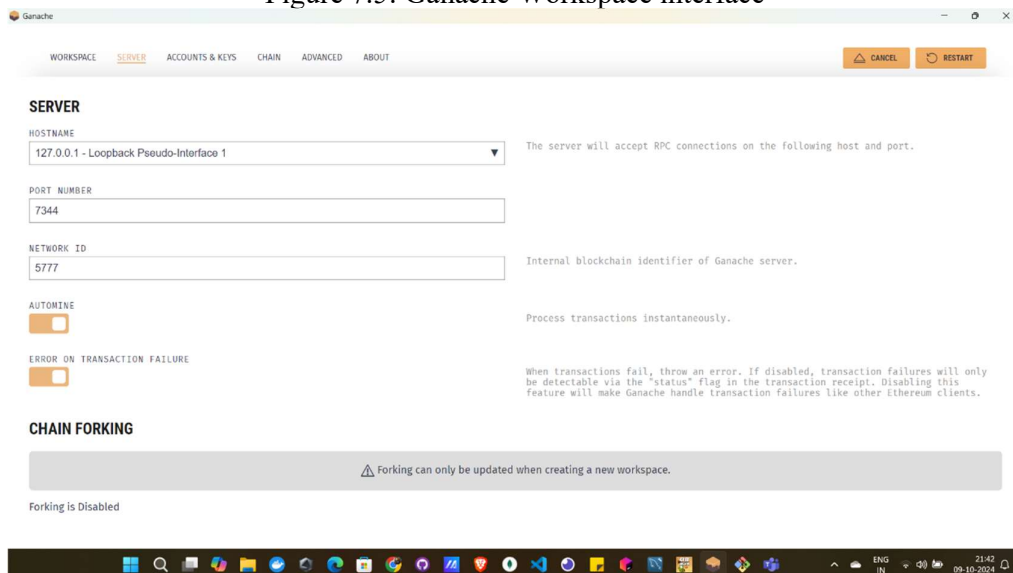 Figure 7.5: Ganache Workspace interface
Ganache
WORKSPACE SERVER ACCOUNTS & KEYS CHAIN ADVANCED ABOUT CANCEL RESTART
SERVER
HOSTNAME
127.0.0.1 - Loopback Pseudo-Interface 1
The server will accept RPC connections on the following host and port.
PORT NUMBER
7344
NETWORK ID
5777
Internal blockchain identifier of Ganache server.
AUTOMINE
Process transactions instantaneously.
ERROR ON TRANSACTION FAILURE
When transactions fail, throw an error. If disabled, transaction failures will only
be detectable via the "status" flag in the transaction receipt. Disabling this
feature will make Ganache handle transaction failures like other Ethereum clients.
CHAIN FORKING
Forking can only be updated when creating a new workspace.
Forking is Disabled
ENG
IN
21:42
09-10-2024